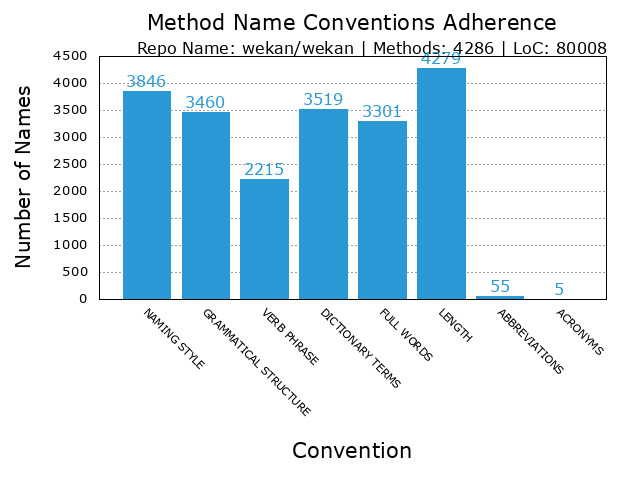 Method Name Conventions Adherence
Repo Name: wekan/wekan | Methods: 4286 | LoC: 80008
Number of Names
4500
4000
3500
3000
2500
2000
1500
1000
500
0
3846
3460
2215
3519
3301
4279
55
5
NAMING STYLE
GRAMMATICAL STRUCTURE
VERB PHRASE
DICTIONARY TERMS
FULL WORDS
LENGTH
ABBREVIATIONS
ACRONYMS
Convention